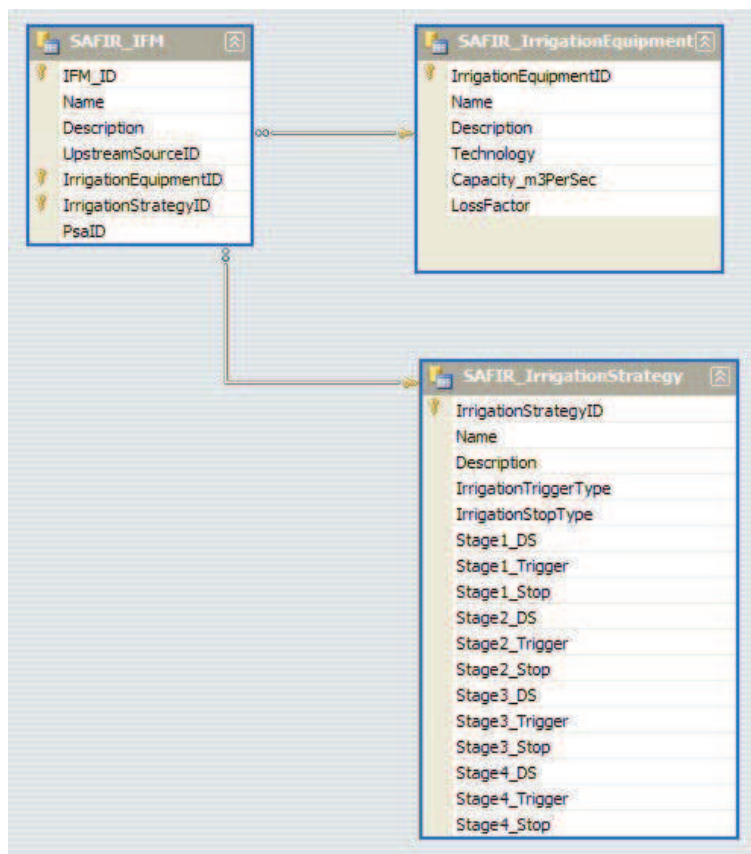 SAFIR_IFM
IFM_ID
Name
Description
UpstreamSourceID
IrrigationEquipmentID
IrrigationStrategyID
PsaID
SAFIR_IrrigationEquipment
IrrigationEquipmentID
Name
Description
Technology
Capacity_m3PerSec
LossFactor
SAFIR_IrrigationStrategy
IrrigationStrategyID
Name
Description
IrrigationTriggerType
IrrigationStopType
Stage1_DS
Stage1_Trigger
Stage1_Stop
Stage2_DS
Stage2_Trigger
Stage2_Stop
Stage3_DS
Stage3_Trigger
Stage3_Stop
Stage4_DS
Stage4_Trigger
Stage4_Stop